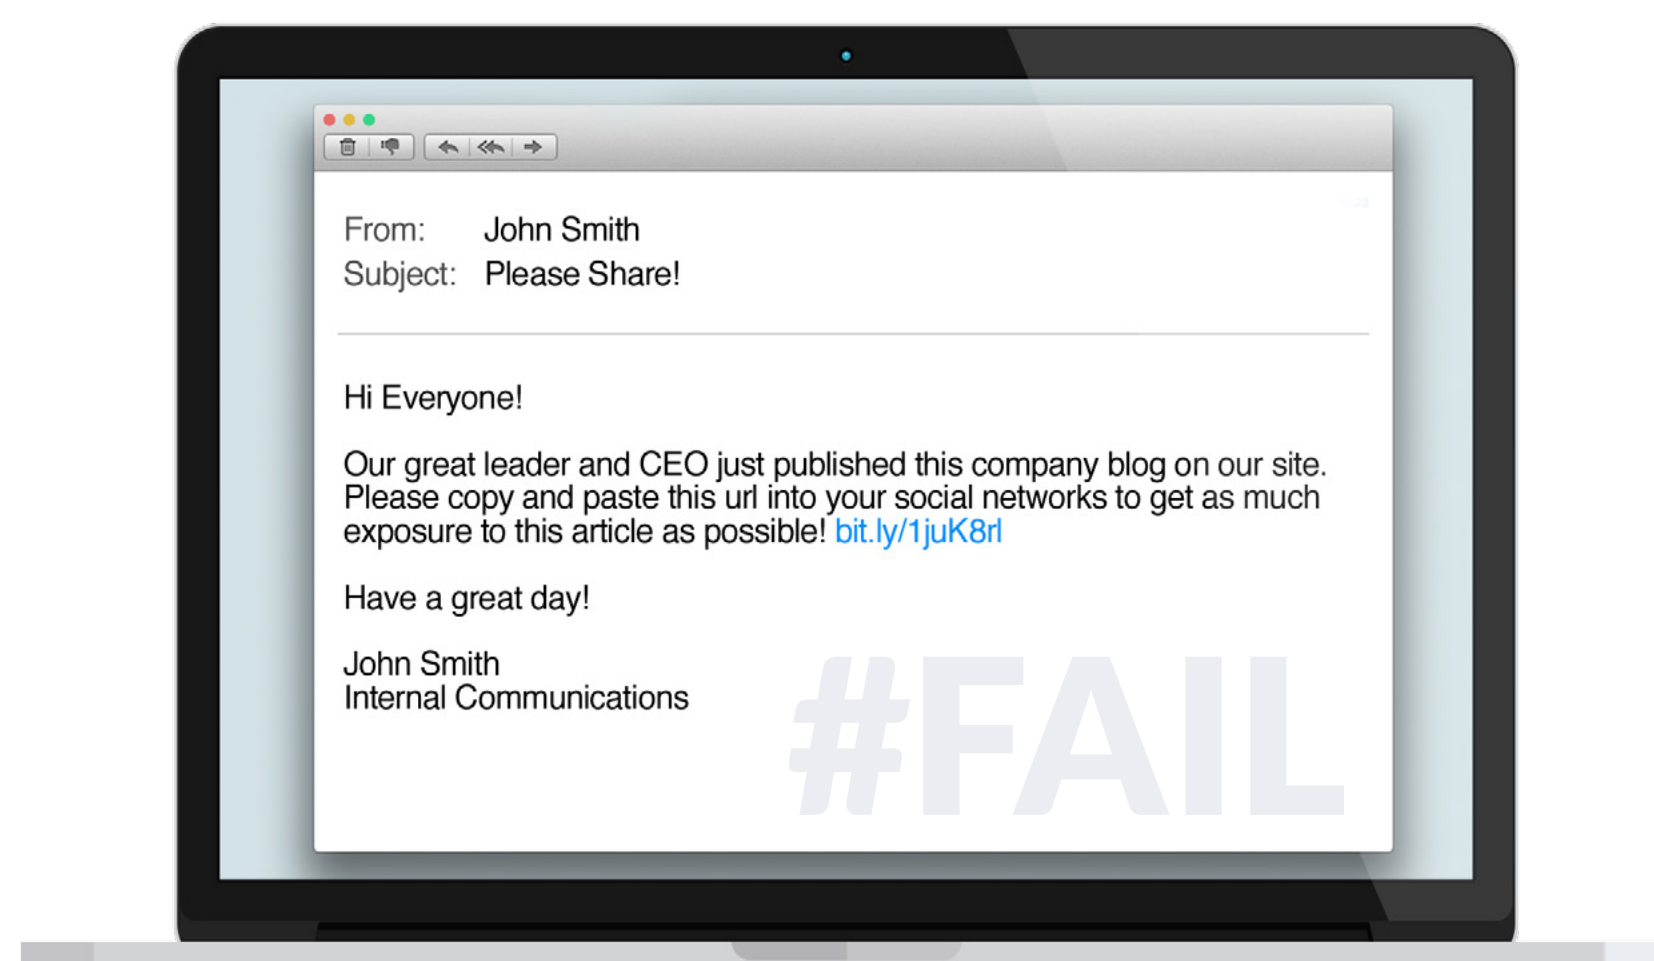 From: John Smith
Subject: Please Share!
Hi Everyone!
Our great leader and CEO just published this company blog on our site.
Please copy and paste this url into your social networks to get as much
exposure to this article as possible! bit.ly/1juK8rl
Have a great day!
John Smith
Internal Communications
#FAIL